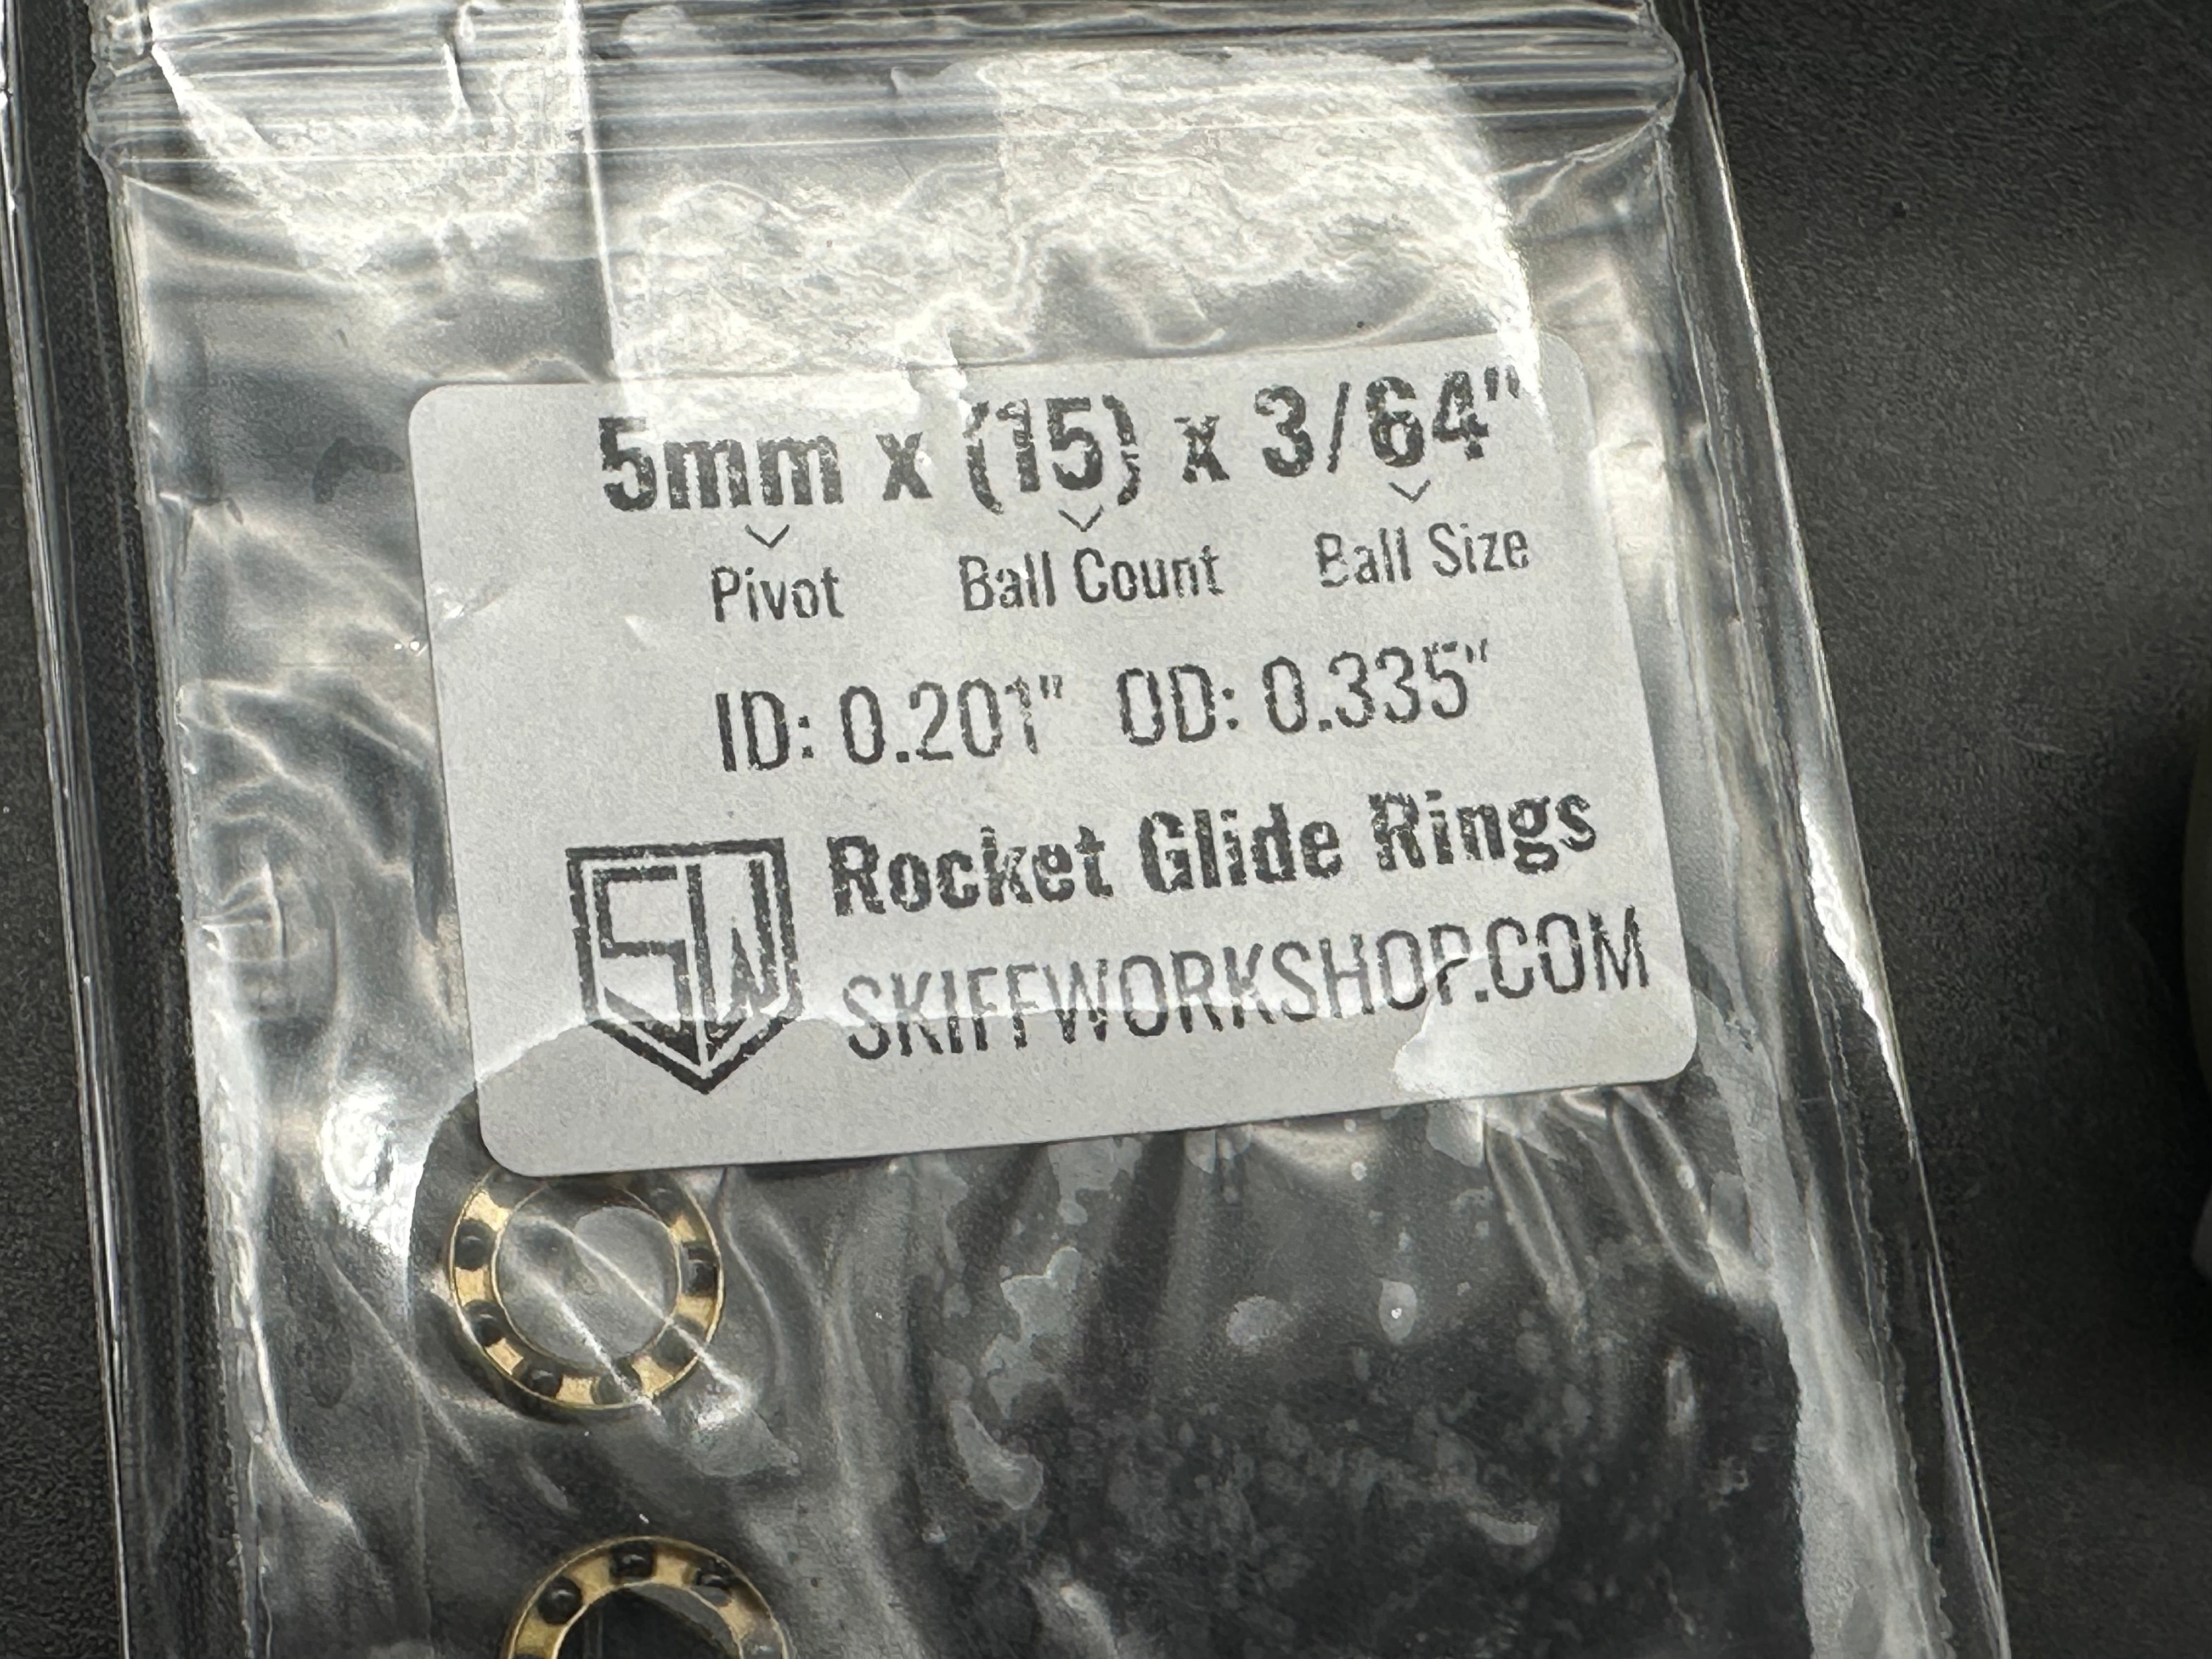 5mm x (15) x 3/64"
Pivot Ball Count Ball Size
ID: 0.201" OD: 0.335"
SW
Rocket Glide Rings
SKIFFWORKSHOP.COM